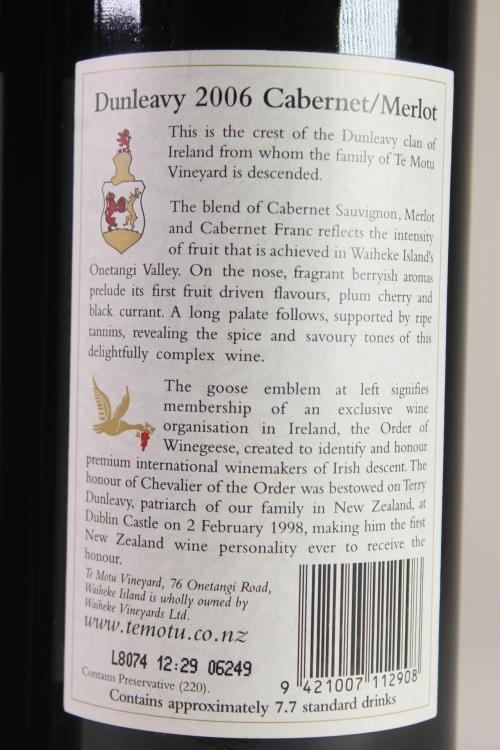 Dunleavy 2006 Cabernet/Merlot
This is the crest of the Dunleavy clan of
Ireland from whom the family of Te Motu
Vineyard is descended.
The blend of Cabernet Sauvignon, Merlot
and Cabernet Franc reflects the intensity
of fruit that is achieved in Waiheke Island's
Onetangi Valley. On the nose, fragrant berryish aromas
prelude its first fruit driven flavours, plum cherry and
black currant. A long palate follows, supported by ripe
tannins, revealing the spice and savoury tones of this
delightfully complex wine.
The goose emblem at left signifies
membership of an exclusive wine
organisation in Ireland, the Order of
Winegeese, created to identify and honour
premium international winemakers of Irish descent. The
honour of Chevalier of the Order was bestowed on Terry
Dunleavy, patriarch of our family in New Zealand, at
Dublin Castle on 2 February 1998, making him the first
New Zealand wine personality ever to receive the
honour.
Te Motu Vineyard, 76 Onetangi Road,
Waiheke Island is wholly owned by
Waiheke Vineyards Ltd.
www.temotu.co.nz
L8074 12:29 06249
Contains Preservative (220).
9 421007 112908
Contains approximately 7.7 standard drinks